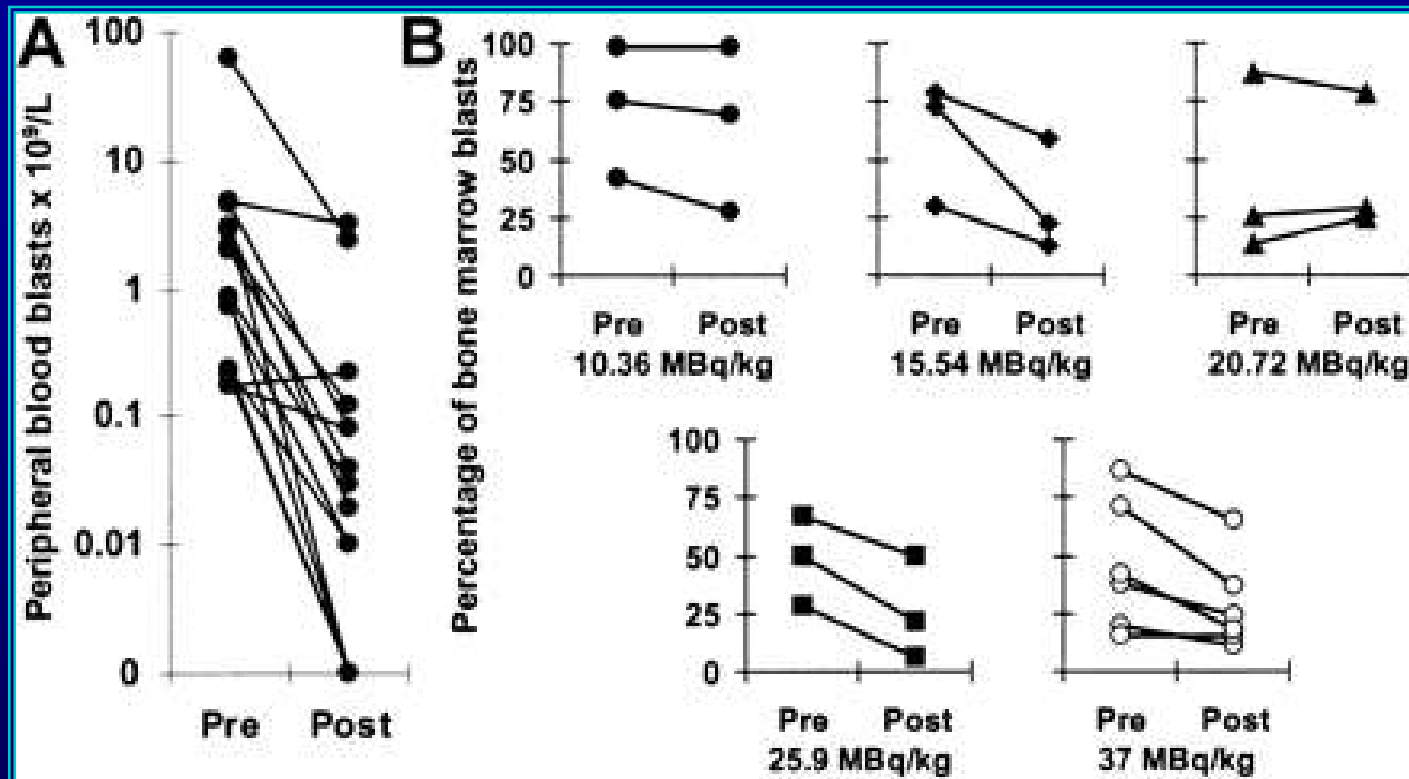 A
Peripheral blood blasts x 10⁹/L
100
10
1
0.1
0.01
0
Pre Post
B
Percentage of bone marrow blasts
100
75
50
25
0
Pre Post
10.36 MBq/kg
Pre Post
15.54 MBq/kg
Pre Post
20.72 MBq/kg
100
75
50
25
0
Pre Post
25.9 MBq/kg
Pre Post
37 MBq/kg